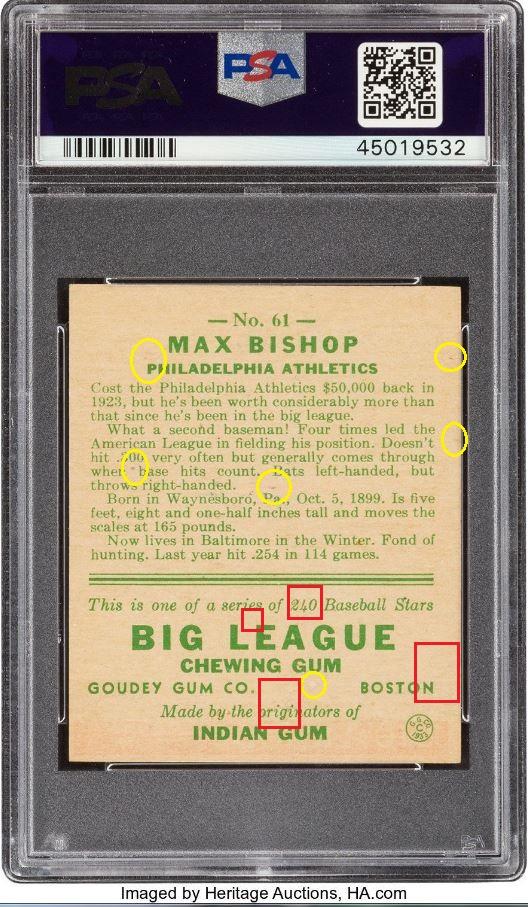 PSA
PSA
45019532
— No. 61 —
MAX BISHOP
PHILADELPHIA ATHLETICS
Cost the Philadelphia Athletics $50,000 back in
1923, but he's been worth considerably more than
that since he's been in the big league.
What a second baseman! Four times led the
American League in fielding his position. Doesn't
hit .300 very often but generally comes through
when base hits count. Bats left-handed, but
throws right-handed.
Born in Waynesboro, Pa., Oct. 5, 1899. Is five
feet, eight and one-half inches tall and moves the
scales at 165 pounds.
Now lives in Baltimore in the Winter. Fond of
hunting. Last year hit .254 in 114 games.
This is one of a series of 240 Baseball Stars
BIG LEAGUE
CHEWING GUM
GOUDEY GUM CO. BOSTON
Made by the originators of
INDIAN GUM
G. G. CO.
C
1933
PSA
Imaged by Heritage Auctions, HA.com